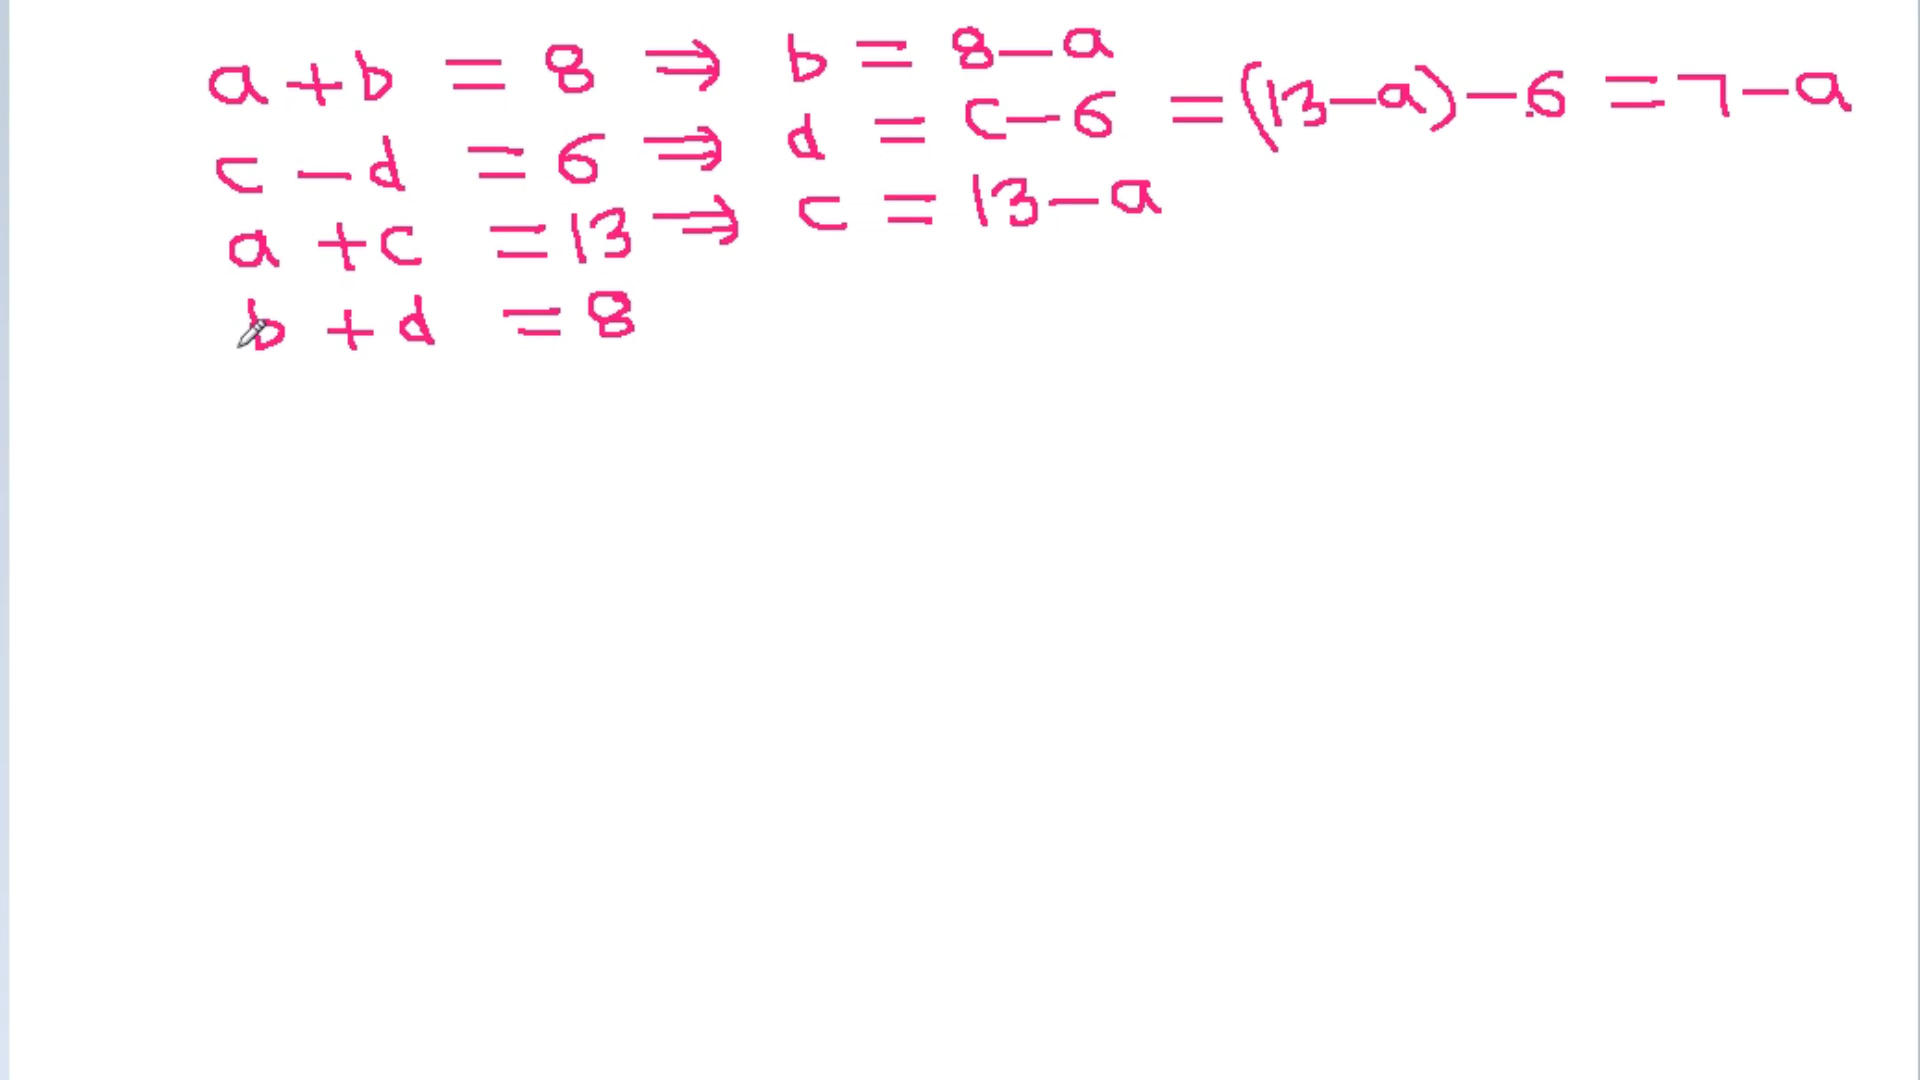 a + b = 8 ⇒ b = 8 - a
c - d = 6 ⇒ d = c - 6 = (13 - a) - 6 = 7 - a
a + c = 13 ⇒ c = 13 - a
b + d = 8